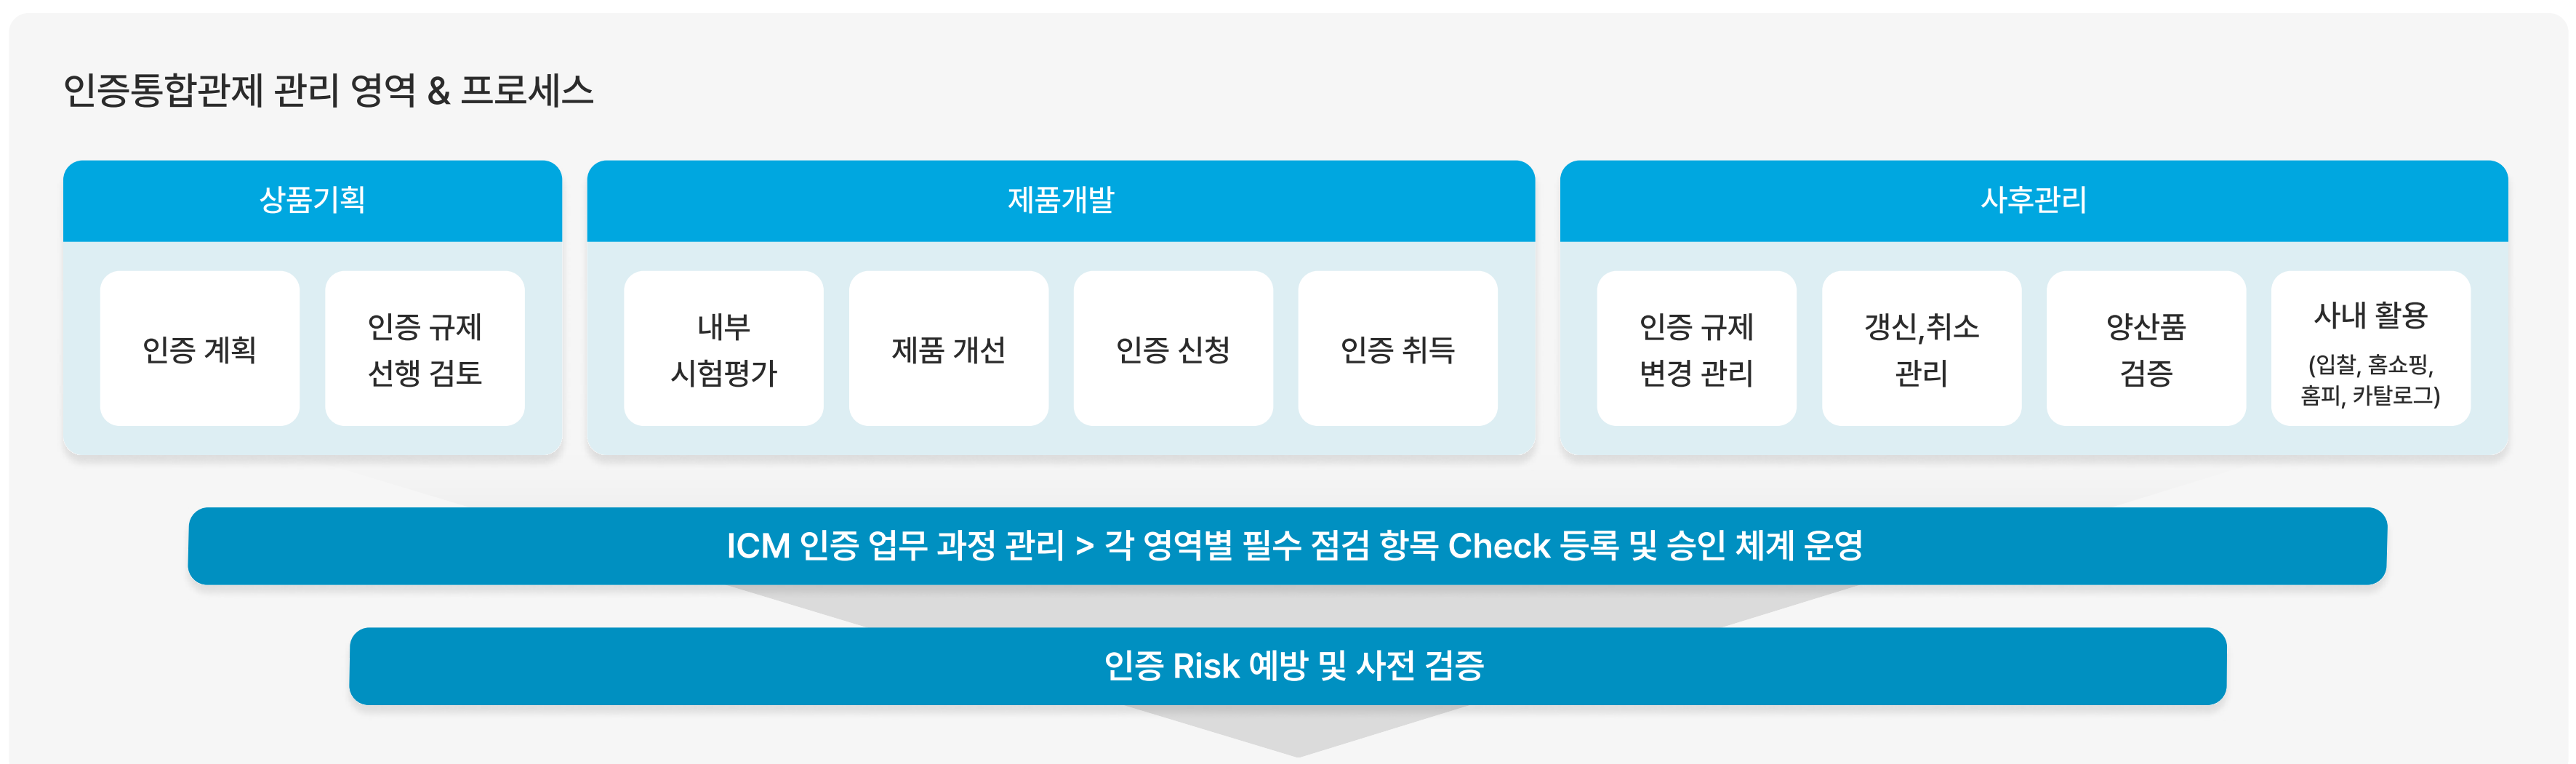 인증통합관제 관리 영역 & 프로세스
상품기획
인증 계획
인증 규제
선행 검토
제품개발
내부
시험평가
제품 개선
인증 신청
인증 취득
사후관리
인증 규제
변경 관리
갱신,취소
관리
양산품
검증
사내 활용
(입찰, 홈쇼핑,
홈피, 카탈로그)
ICM 인증 업무 과정 관리 > 각 영역별 필수 점검 항목 Check 등록 및 승인 체계 운영
인증 Risk 예방 및 사전 검증